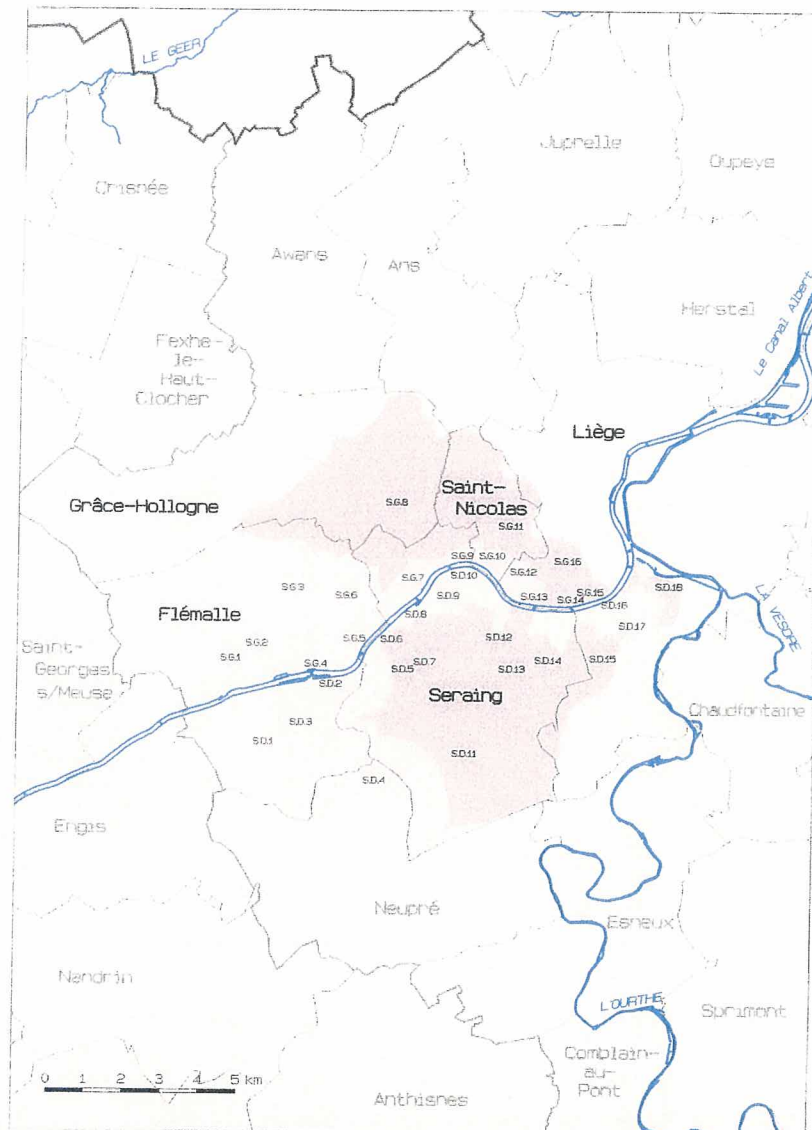 LE GEER
Juprelle
Oupeye
Crisnée
Awans
Ans
Herstal
Le Canal Albert
Fexhe-
le-
Haut-
Clocher
Liège
Grâce-Hollogne
Saint-
Nicolas
S.G.8
S.G.11
S.G.9
S.G.10
S.G.16
S.G.7
S.D.10
S.G.12
S.G.3
S.G.6
S.D.9
S.G.13
S.G.14
S.G.15
S.D.18
LA VESDRE
Flémalle
S.D.8
S.D.16
S.D.17
S.G.2
S.G.5
S.D.6
S.D.12
Saint-
Georges
s/Meuse
S.G.1
S.G.4
S.D.5
S.D.7
S.D.13
S.D.14
S.D.15
S.D.2
Seraing
Chaudfontaine
S.D.3
S.D.1
S.D.11
S.D.4
Engis
Neupré
Esneux
Nandrin
L'OURTHE
Sprimont
Comblain-
au-
Pont
0 1 2 3 4 5 km
Anthisnes